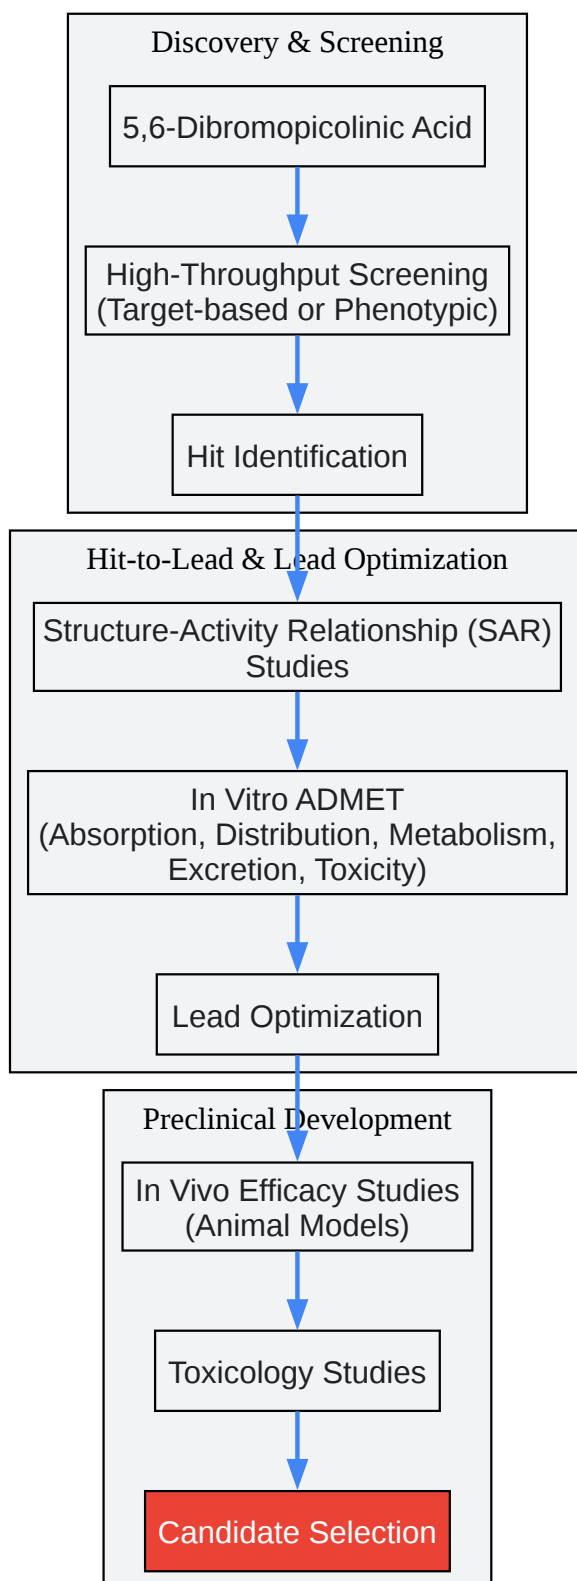 Discovery & Screening
5,6-Dibromopicolinic Acid
High-Throughput Screening
(Target-based or Phenotypic)
Hit Identification
Hit-to-Lead & Lead Optimization
Structure-Activity Relationship (SAR)
Studies
In Vitro ADMET
(Absorption, Distribution, Metabolism,
Excretion, Toxicity)
Lead Optimization
Preclinical Development
In Vivo Efficacy Studies
(Animal Models)
Toxicology Studies
Candidate Selection